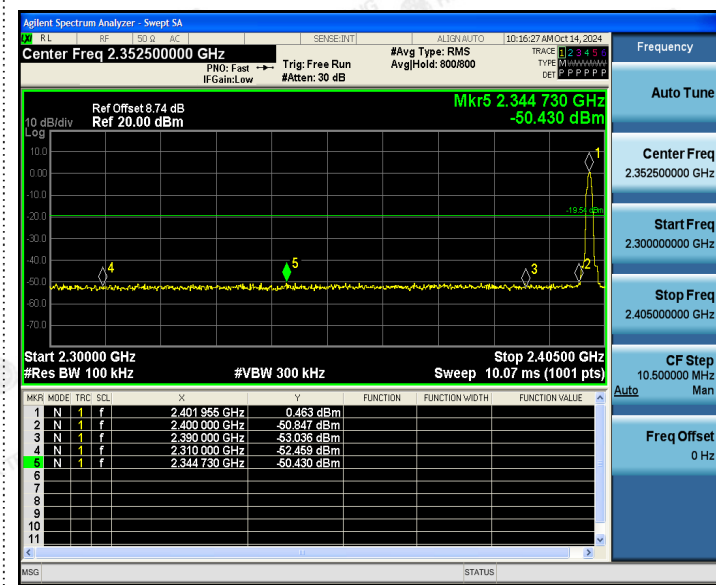 Agilent Spectrum Analyzer - Swept SA
LXI RL RF 50 Ω AC SENSE:INT ALIGN AUTO 10:16:27 AM Oct 14, 2024
Center Freq 2.352500000 GHz #Avg Type: RMS TRACE 1 2 3 4 5 6
PNO: Fast Trig: Free Run Avg|Hold: 800/800 TYPE M
IFGain:Low #Atten: 30 dB DET P P P P P P
Frequency
Auto Tune
Center Freq
2.352500000 GHz
Start Freq
2.300000000 GHz
Stop Freq
2.405000000 GHz
CF Step
10.500000 MHz
Auto Man
Freq Offset
0 Hz
Mkr5 2.344 730 GHz
Ref Offset 8.74 dB
10 dB/div Ref 20.00 dBm -50.430 dBm
Log
10.0
0.00
-10.0
-20.0
-30.0
-40.0
-50.0
-60.0
-70.0
1
-19.54 dBm
4
5
3
2
Start 2.30000 GHz Stop 2.40500 GHz
#Res BW 100 kHz #VBW 300 kHz Sweep 10.07 ms (1001 pts)
MKR MODE TRC SCL X Y FUNCTION FUNCTION WIDTH FUNCTION VALUE
1 N 1 f 2.401 955 GHz 0.463 dBm
2 N 1 f 2.400 000 GHz -50.847 dBm
3 N 1 f 2.390 000 GHz -53.036 dBm
4 N 1 f 2.310 000 GHz -52.459 dBm
5 N 1 f 2.344 730 GHz -50.430 dBm
6
7
8
9
10
11
MSG STATUS